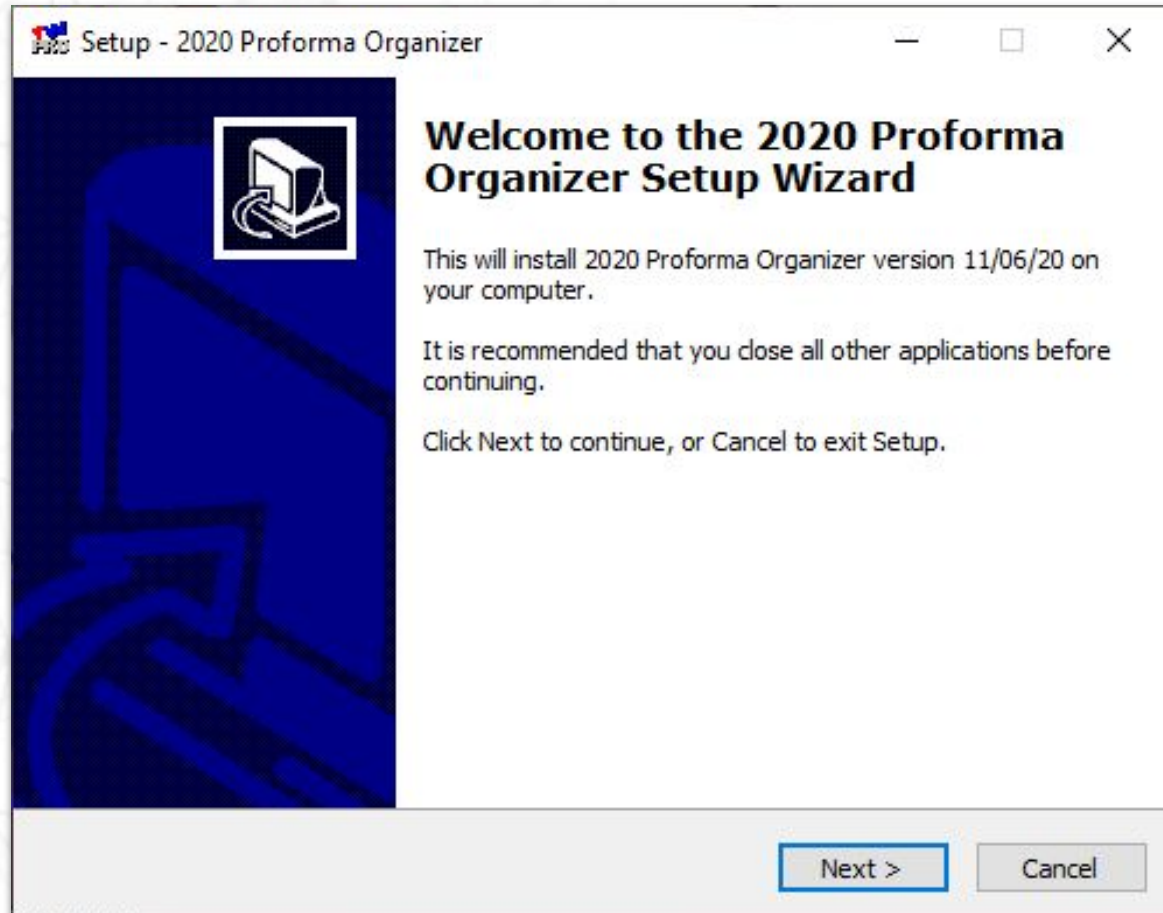 Setup - 2020 Proforma Organizer
Welcome to the 2020 Proforma
Organizer Setup Wizard
This will install 2020 Proforma Organizer version 11/06/20 on
your computer.
It is recommended that you close all other applications before
continuing.
Click Next to continue, or Cancel to exit Setup.
Next >
Cancel